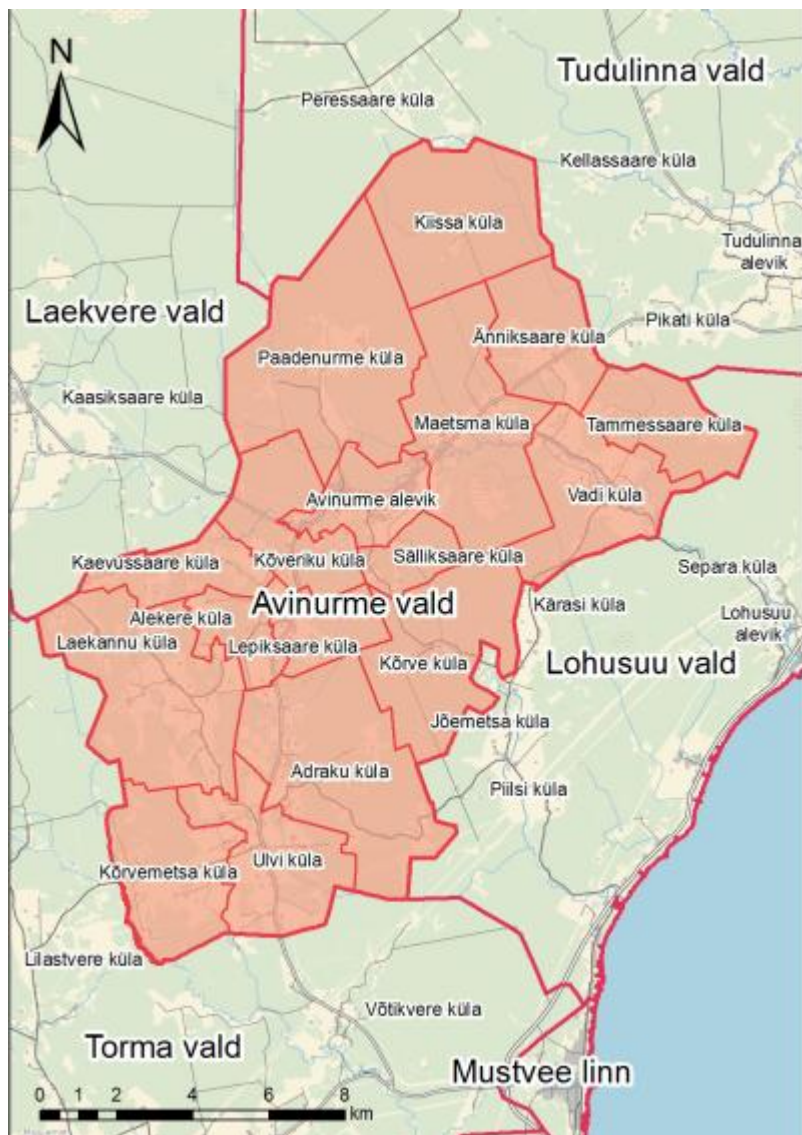 N
Tudulinna vald
Peressaare küla
Kellassaare küla
Kiissa küla
Tudulinna
alevik
Laekvere vald
Pikati küla
Änniksaare küla
Paadenurme küla
Kaasiksaare küla
Maetsma küla
Tammessaare küla
Avinurme alevik
Vadi küla
Kaevussaare küla
Kõveriku küla
Sälliksaare küla
Separa küla
Avinurme vald
Kärasi küla
Alekere küla
Lohusuu
alevik
Laekannu küla
Lepiksaare küla
Kõrve küla
Lohusuu vald
Jõemetsa küla
Adraku küla
Piilsi küla
Ulvi küla
Kõrvemetsa küla
Lilastvere küla
Võtikvere küla
Torma vald
Mustvee linn
0 1 2 4 6 8
km